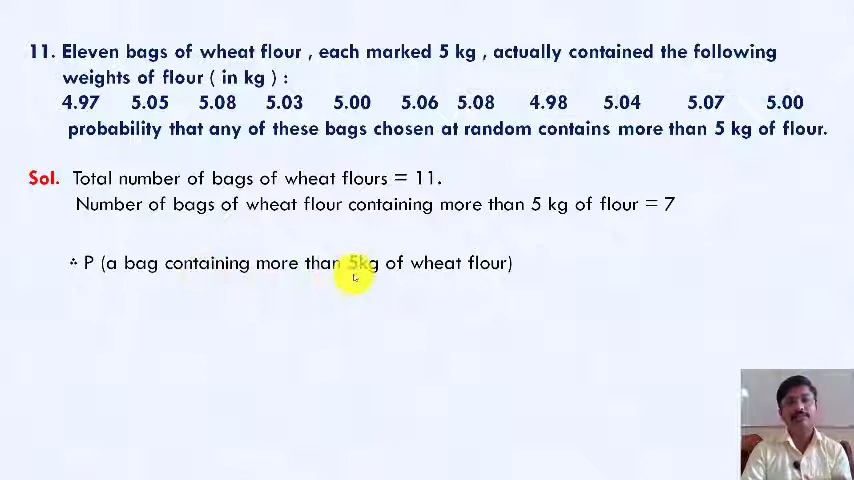 11. Eleven bags of wheat flour , each marked 5 kg , actually contained the following
weights of flour ( in kg ) :
4.97 5.05 5.08 5.03 5.00 5.06 5.08 4.98 5.04 5.07 5.00
probability that any of these bags chosen at random contains more than 5 kg of flour.
Sol. Total number of bags of wheat flours = 11.
Number of bags of wheat flour containing more than 5 kg of flour = 7
∴ P (a bag containing more than 5kg of wheat flour)